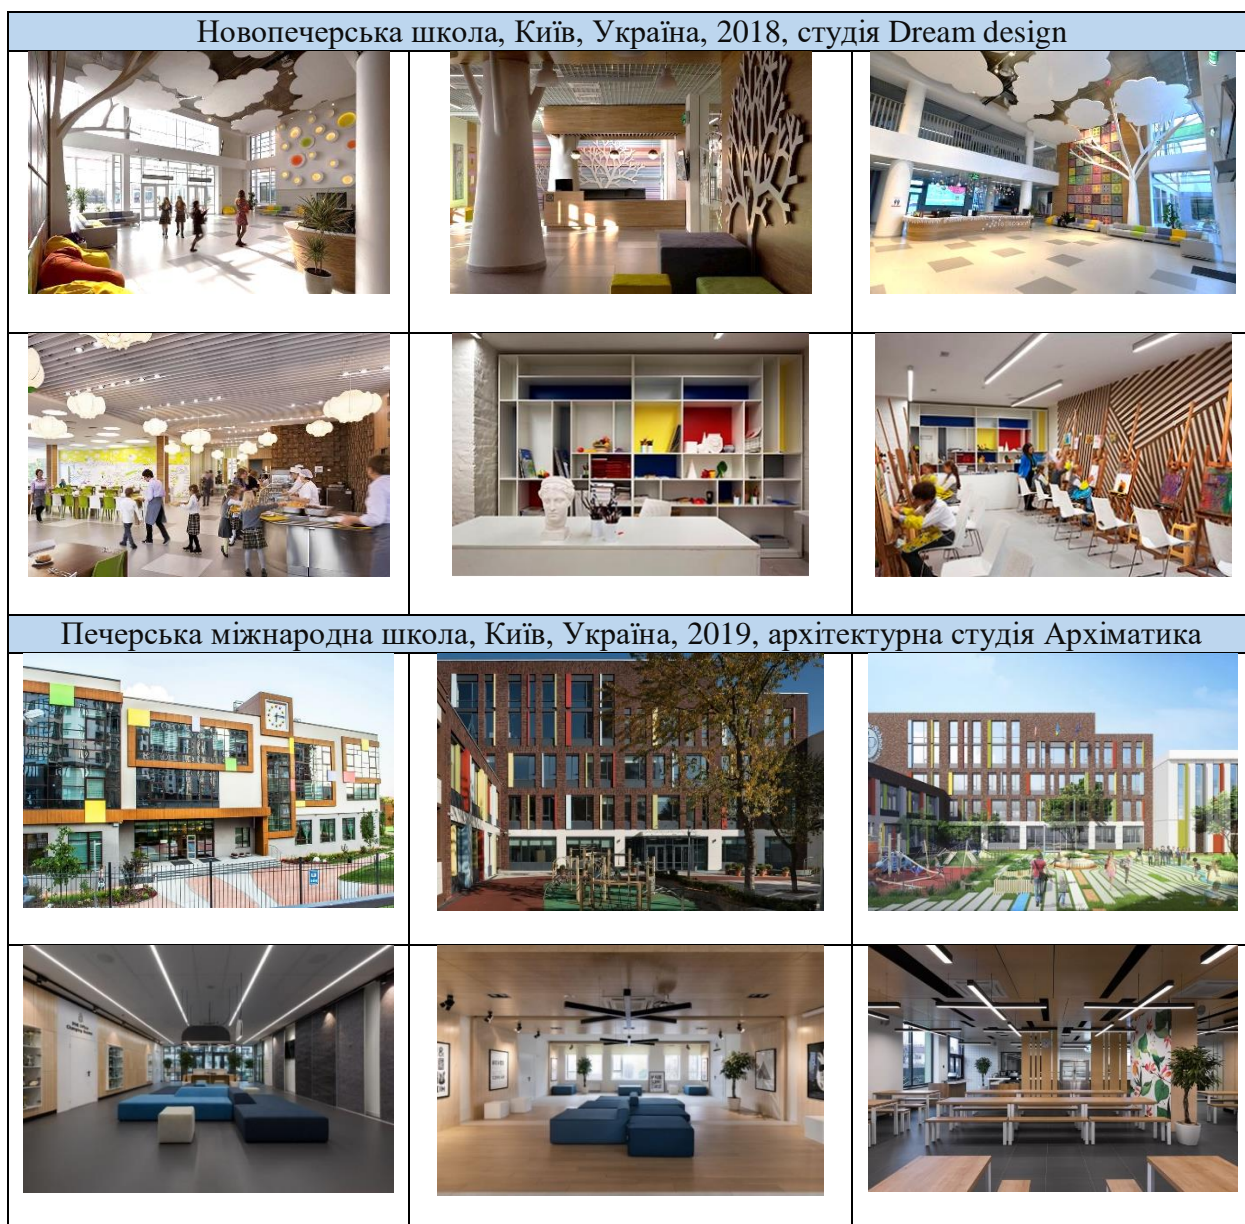 Новопечерська школа, Київ, Україна, 2018, студія Dream design
Печерська міжнародна школа, Київ, Україна, 2019, архітектурна студія Архіматика